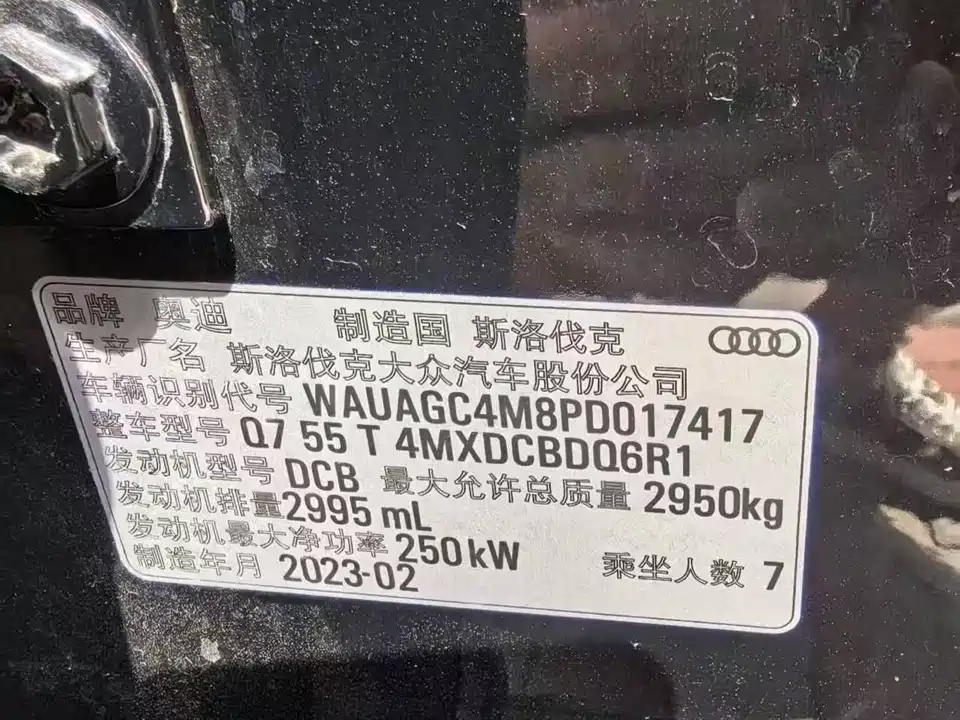 品牌 奥迪 制造国 斯洛伐克
生产厂名 斯洛伐克大众汽车股份公司
车辆识别代号 WAUAGC4M8PD017417
整车型号 Q7 55 T 4MXDCBDQ6R1
发动机型号 DCB 最大允许总质量 2950kg
发动机排量 2995 mL
发动机最大净功率 250kW
制造年月 2023-02 乘坐人数 7